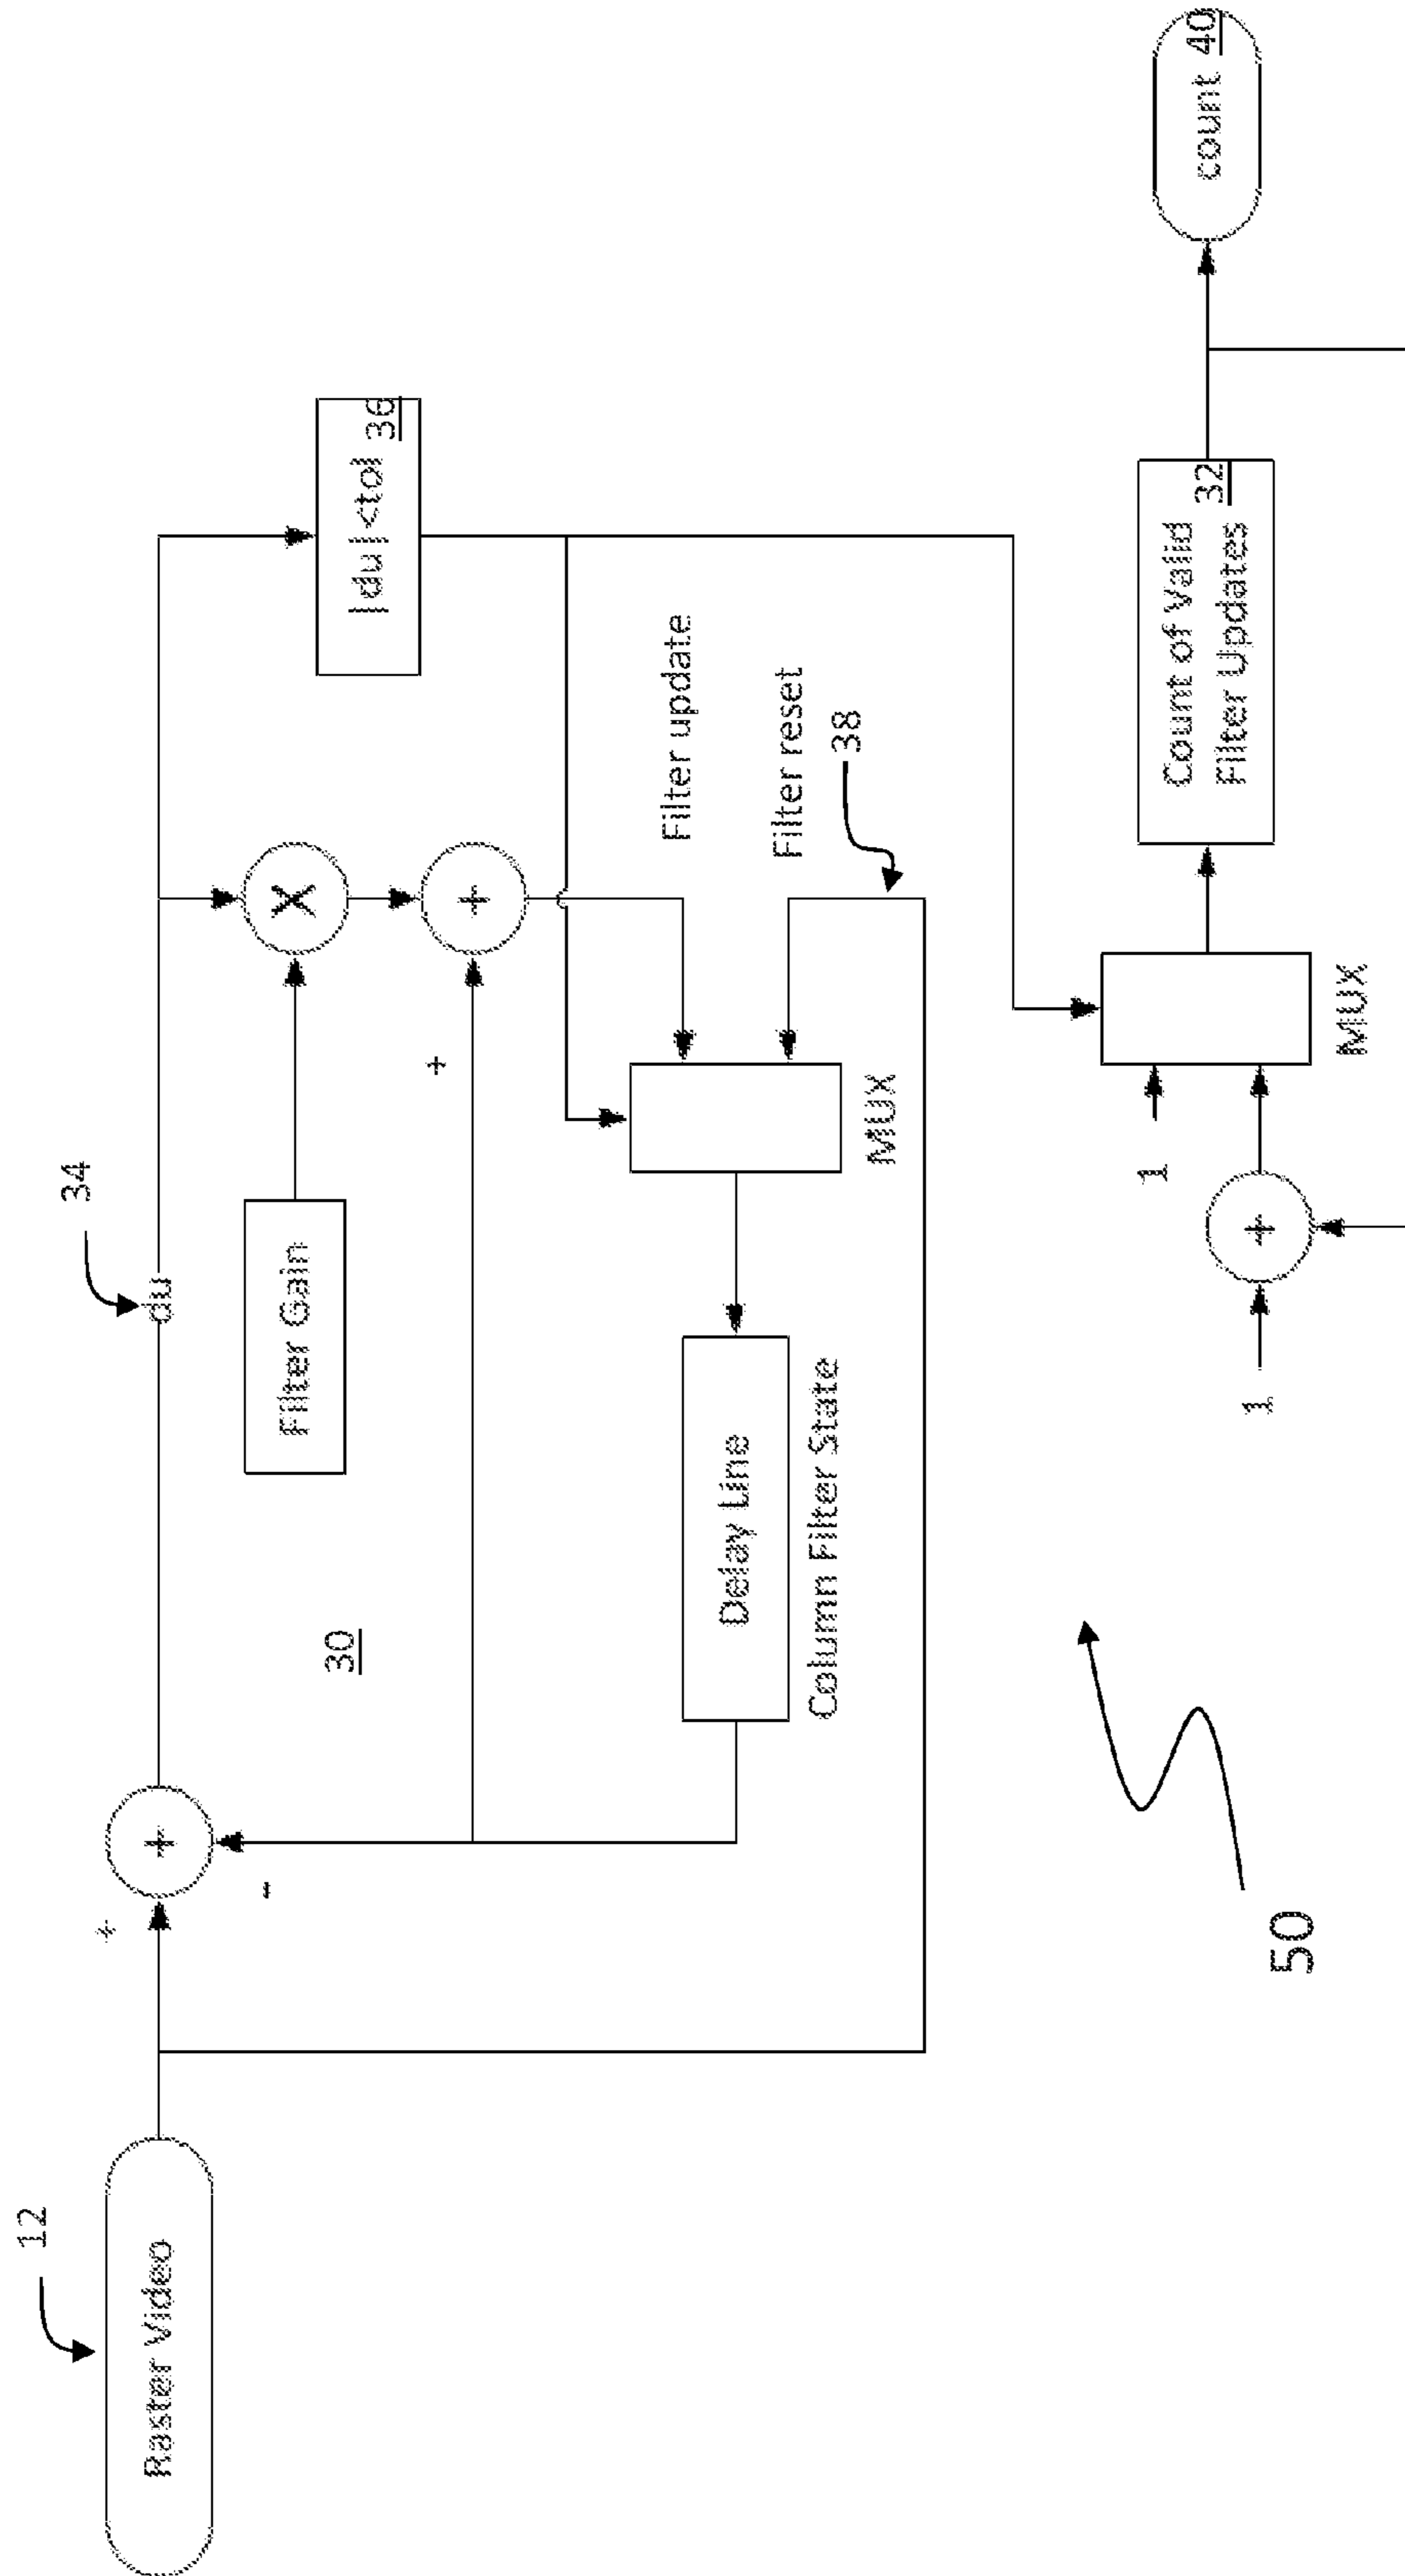 12
Raster Video
+
+
-
34
du
30
Filter Gain
X
+
+
|du|<tol 36
Filter update
Filter reset
38
MUX
Delay Line
Column Filter State
50
1
1
+
MUX
Count of Valid
Filter Updates 32
count 40